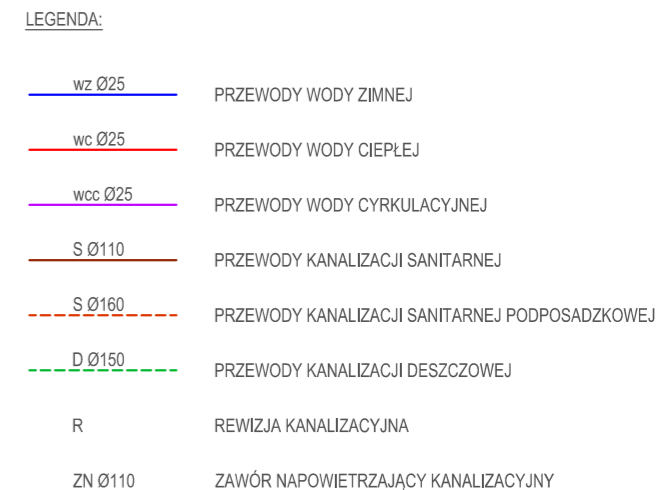 LEGENDA:
wz Ø25 PRZEWODY WODY ZIMNEJ
wc Ø25 PRZEWODY WODY CIEPŁEJ
wcc Ø25 PRZEWODY WODY CYRKULACYJNEJ
S Ø110 PRZEWODY KANALIZACJI SANITARNEJ
S Ø160 PRZEWODY KANALIZACJI SANITARNEJ PODPOSADZKOWEJ
D Ø150 PRZEWODY KANALIZACJI DESZCZOWEJ
R REWIZJA KANALIZACYJNA
ZN Ø110 ZAWÓR NAPOWIETRZAJĄCY KANALIZACYJNY